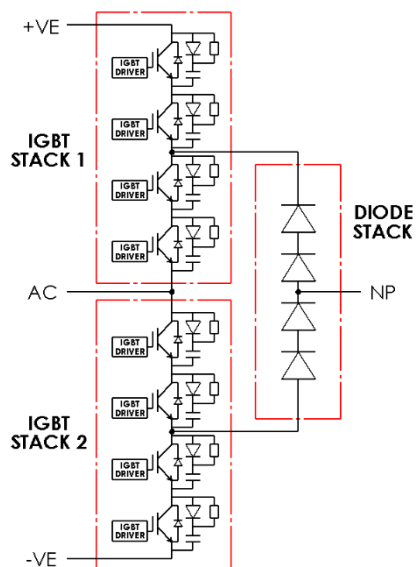 +VE
IGBT
DRIVER
IGBT
DRIVER
IGBT
STACK 1
IGBT
DRIVER
IGBT
DRIVER
DIODE
STACK
AC
NP
IGBT
DRIVER
IGBT
DRIVER
IGBT
STACK 2
IGBT
DRIVER
IGBT
DRIVER
-VE